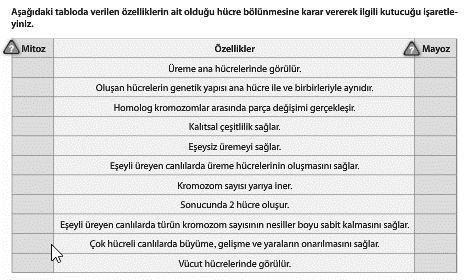 Aşağıdaki tabloda verilen özelliklerin ait olduğu hücre bölünmesine karar vererek ilgili kutucuğu işaretle-
yiniz.
? Mitoz Özellikler ? Mayoz
Üreme ana hücrelerinde görülür.
Oluşan hücrelerin genetik yapısı ana hücre ile ve birbirleriyle aynıdır.
Homolog kromozomlar arasında parça değişimi gerçekleşir.
Kalıtsal çeşitlilik sağlar.
Eşeysiz üremeyi sağlar.
Eşeyli üreyen canlılarda üreme hücrelerinin oluşmasını sağlar.
Kromozom sayısı yarıya iner.
Sonucunda 2 hücre oluşur.
Eşeyli üreyen canlılarda türün kromozom sayısının nesiller boyu sabit kalmasını sağlar.
Çok hücreli canlılarda büyüme, gelişme ve yaraların onarılmasını sağlar.
Vücut hücrelerinde görülür.